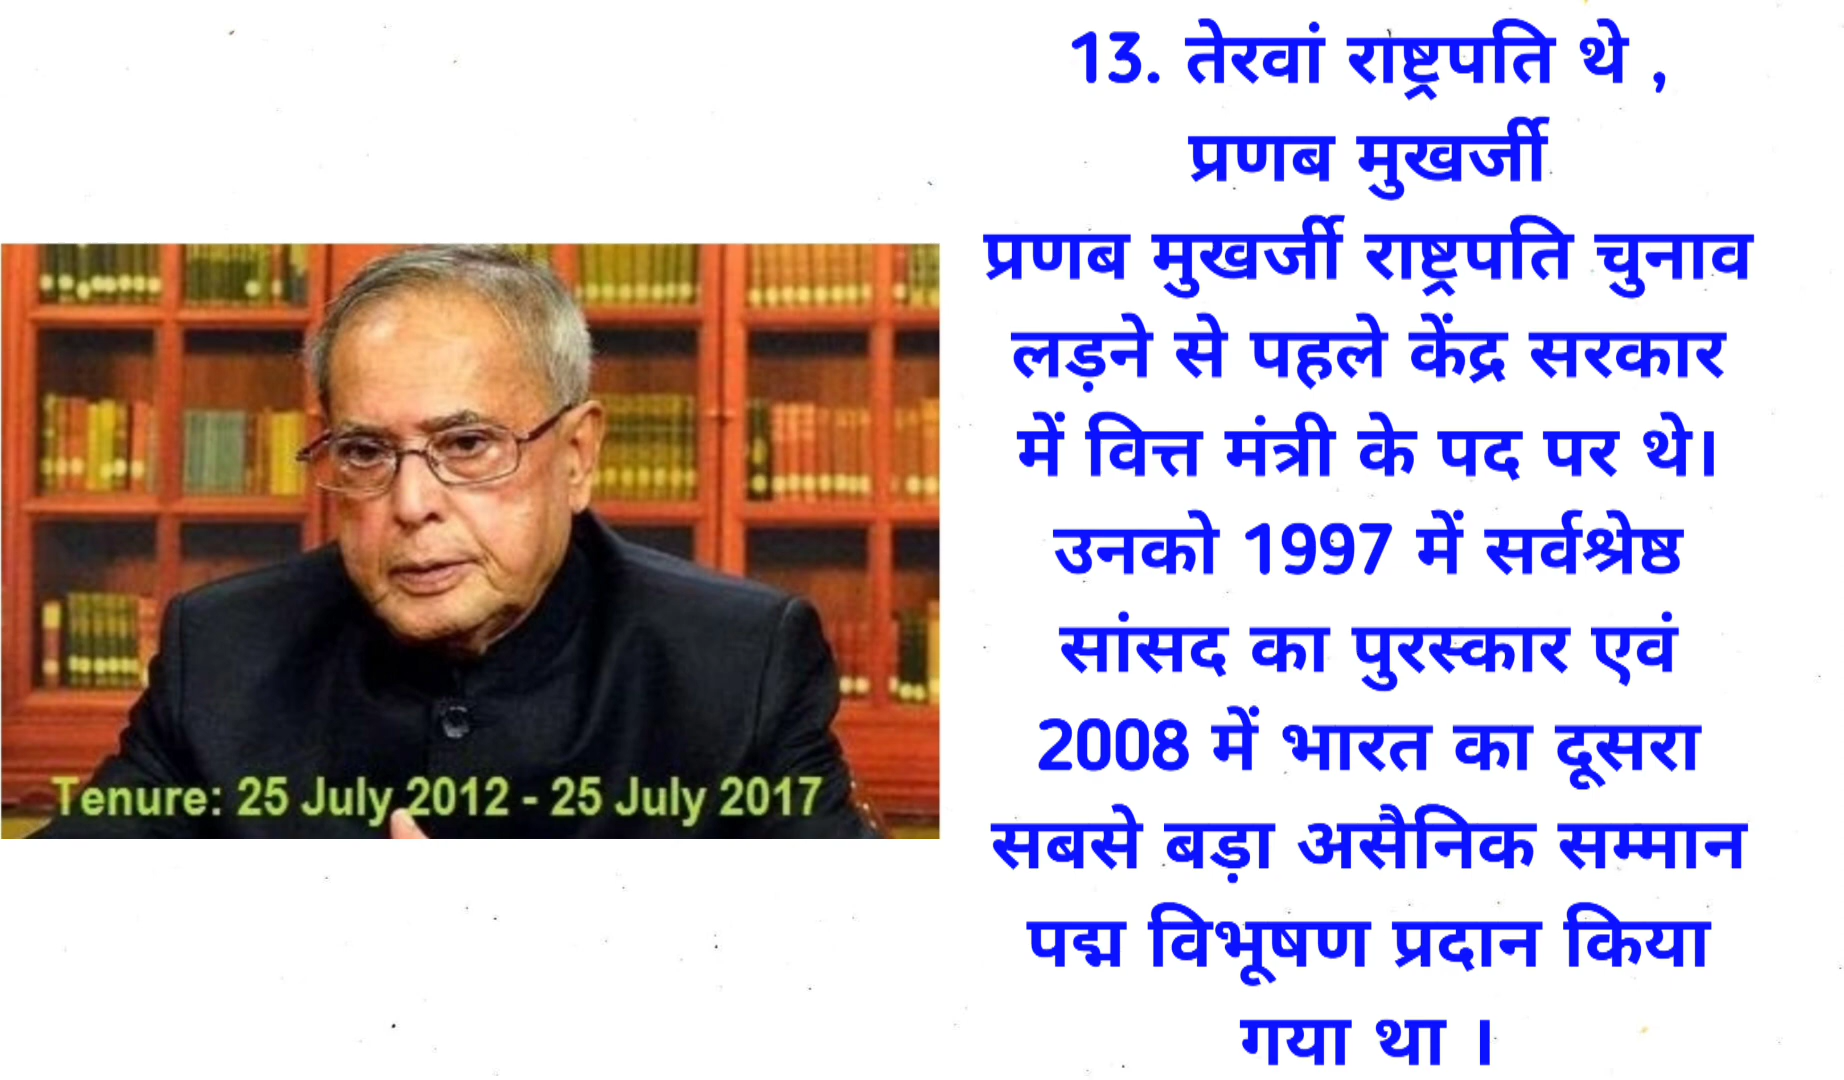 13. तेरवां राष्ट्रपति थे ,
प्रणब मुखर्जी
प्रणब मुखर्जी राष्ट्रपति चुनाव
लड़ने से पहले केंद्र सरकार
में वित्त मंत्री के पद पर थे।
उनको 1997 में सर्वश्रेष्ठ
सांसद का पुरस्कार एवं
2008 में भारत का दूसरा
सबसे बड़ा असैनिक सम्मान
पद्म विभूषण प्रदान किया
गया था ।
Tenure: 25 July 2012 - 25 July 2017